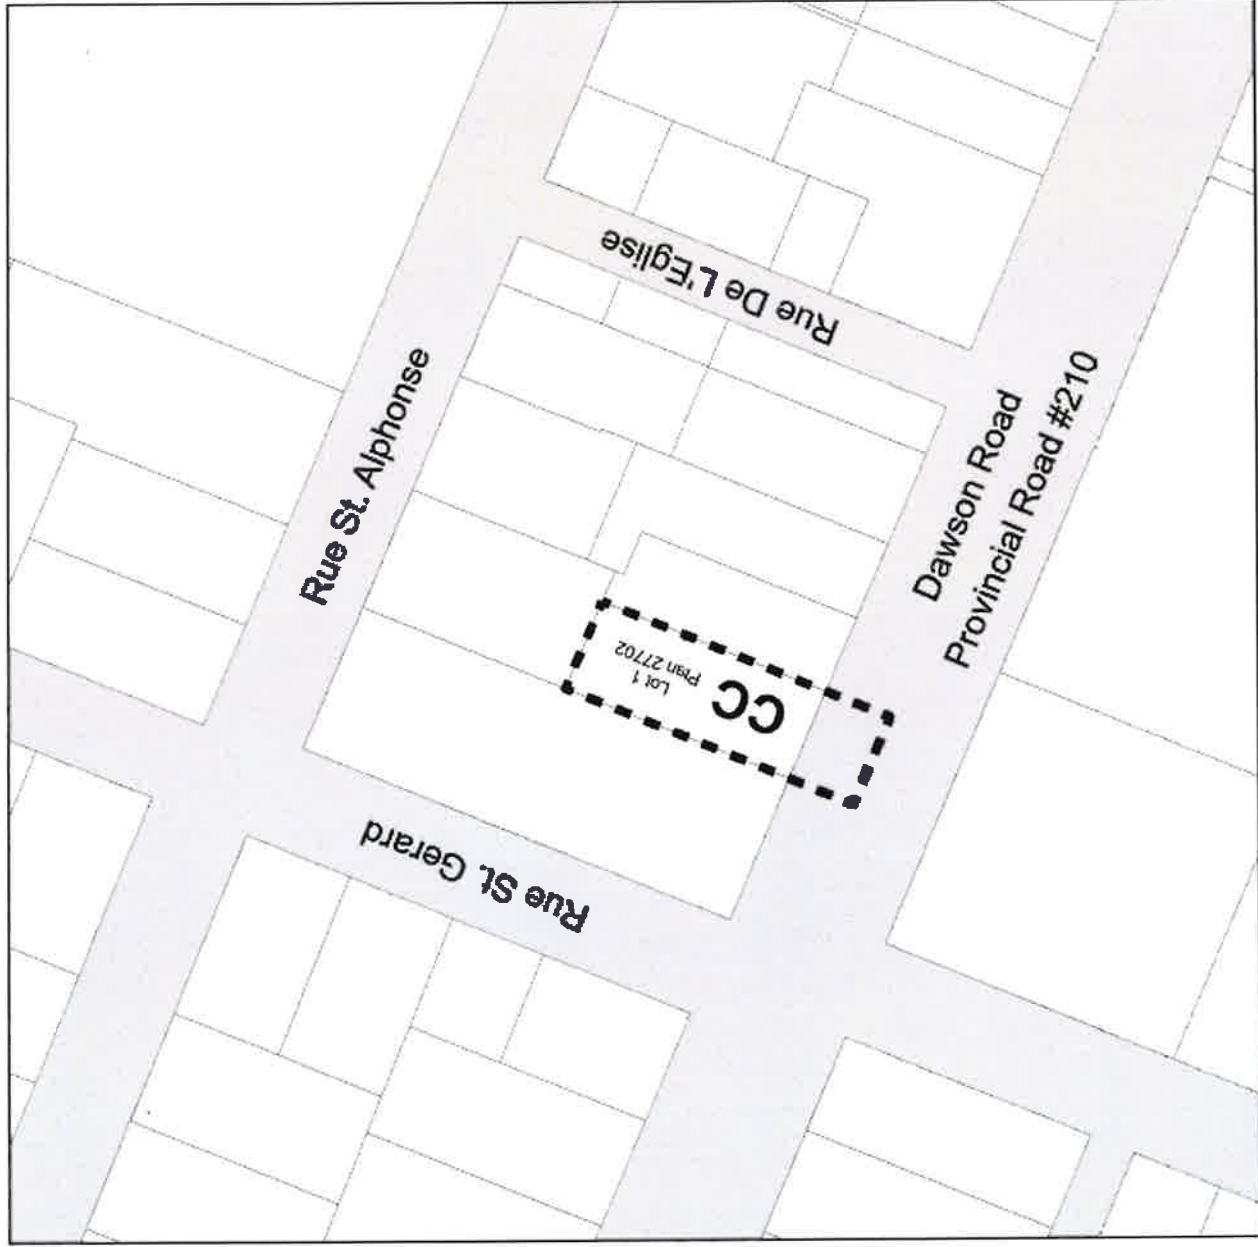 Rue St. Alphonse
Rue De L'Eglise
Dawson Road
Provincial Road #210
Lot 1
Plan 27702
CC
Rue St. Gerard